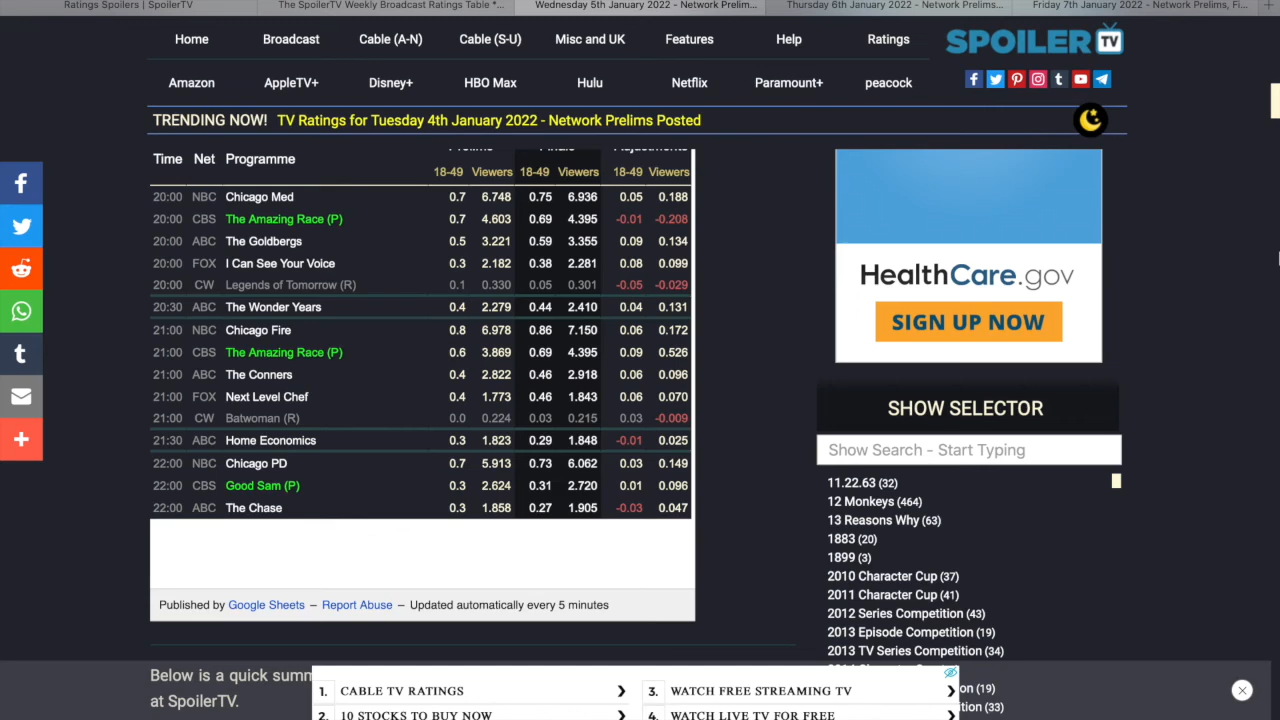 Ratings Spoilers | SpoilerTV
The SpoilerTV Weekly Broadcast Ratings Table *...
Wednesday 5th January 2022 - Network Prelim...
Thursday 6th January 2022 - Network Prelims...
Friday 7th January 2022 - Network Prelims, Fi...
Home Broadcast Cable (A-N) Cable (S-U) Misc and UK Features Help Ratings
SPOILER TV
Amazon AppleTV+ Disney+ HBO Max Hulu Netflix Paramount+ peacock
TRENDING NOW! TV Ratings for Tuesday 4th January 2022 - Network Prelims Posted
Prelims Finals Adjustments
Time Net Programme
18-49 Viewers 18-49 Viewers 18-49 Viewers
20:00 NBC Chicago Med 0.7 6.748 0.75 6.936 0.05 0.188
20:00 CBS The Amazing Race (P) 0.7 4.603 0.69 4.395 -0.01 -0.208
20:00 ABC The Goldbergs 0.5 3.221 0.59 3.355 0.09 0.134
20:00 FOX I Can See Your Voice 0.3 2.182 0.38 2.281 0.08 0.099
20:00 CW Legends of Tomorrow (R) 0.1 0.330 0.05 0.301 -0.05 -0.029
20:30 ABC The Wonder Years 0.4 2.279 0.44 2.410 0.04 0.131
21:00 NBC Chicago Fire 0.8 6.978 0.86 7.150 0.06 0.172
21:00 CBS The Amazing Race (P) 0.6 3.869 0.69 4.395 0.09 0.526
21:00 ABC The Conners 0.4 2.822 0.46 2.918 0.06 0.096
21:00 FOX Next Level Chef 0.4 1.773 0.46 1.843 0.06 0.070
21:00 CW Batwoman (R) 0.0 0.224 0.03 0.215 0.03 -0.009
21:30 ABC Home Economics 0.3 1.823 0.29 1.848 -0.01 0.025
22:00 NBC Chicago PD 0.7 5.913 0.73 6.062 0.03 0.149
22:00 CBS Good Sam (P) 0.3 2.624 0.31 2.720 0.01 0.096
22:00 ABC The Chase 0.3 1.858 0.27 1.905 -0.03 0.047
Published by Google Sheets – Report Abuse – Updated automatically every 5 minutes
Below is a quick summ
at SpoilerTV.
HealthCare.gov
SIGN UP NOW
SHOW SELECTOR
Show Search - Start Typing
11.22.63 (32)
12 Monkeys (464)
13 Reasons Why (63)
1883 (20)
1899 (3)
2010 Character Cup (37)
2011 Character Cup (41)
2012 Series Competition (43)
2013 Episode Competition (19)
2013 TV Series Competition (34)
on (19)
tition (33)
1. CABLE TV RATINGS
2. 10 STOCKS TO BUY NOW
3. WATCH FREE STREAMING TV
4. WATCH LIVE TV FOR FREE